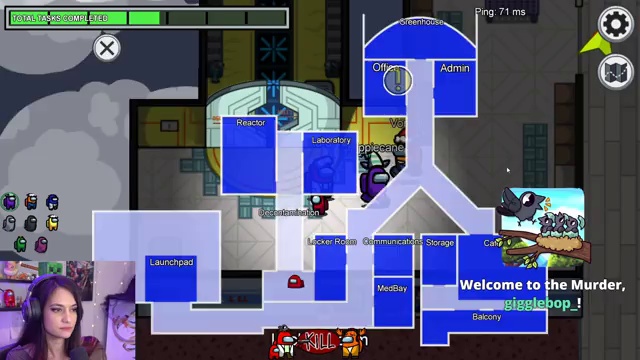 TOTAL TASKS COMPLETED
Ping: 71 ms
Greenhouse
Office
Admin
Reactor
Laboratory
Decontamination
Locker Room
Communications
Storage
Launchpad
MedBay
Balcony
KILL
Welcome to the Murder,
gigglebop_!